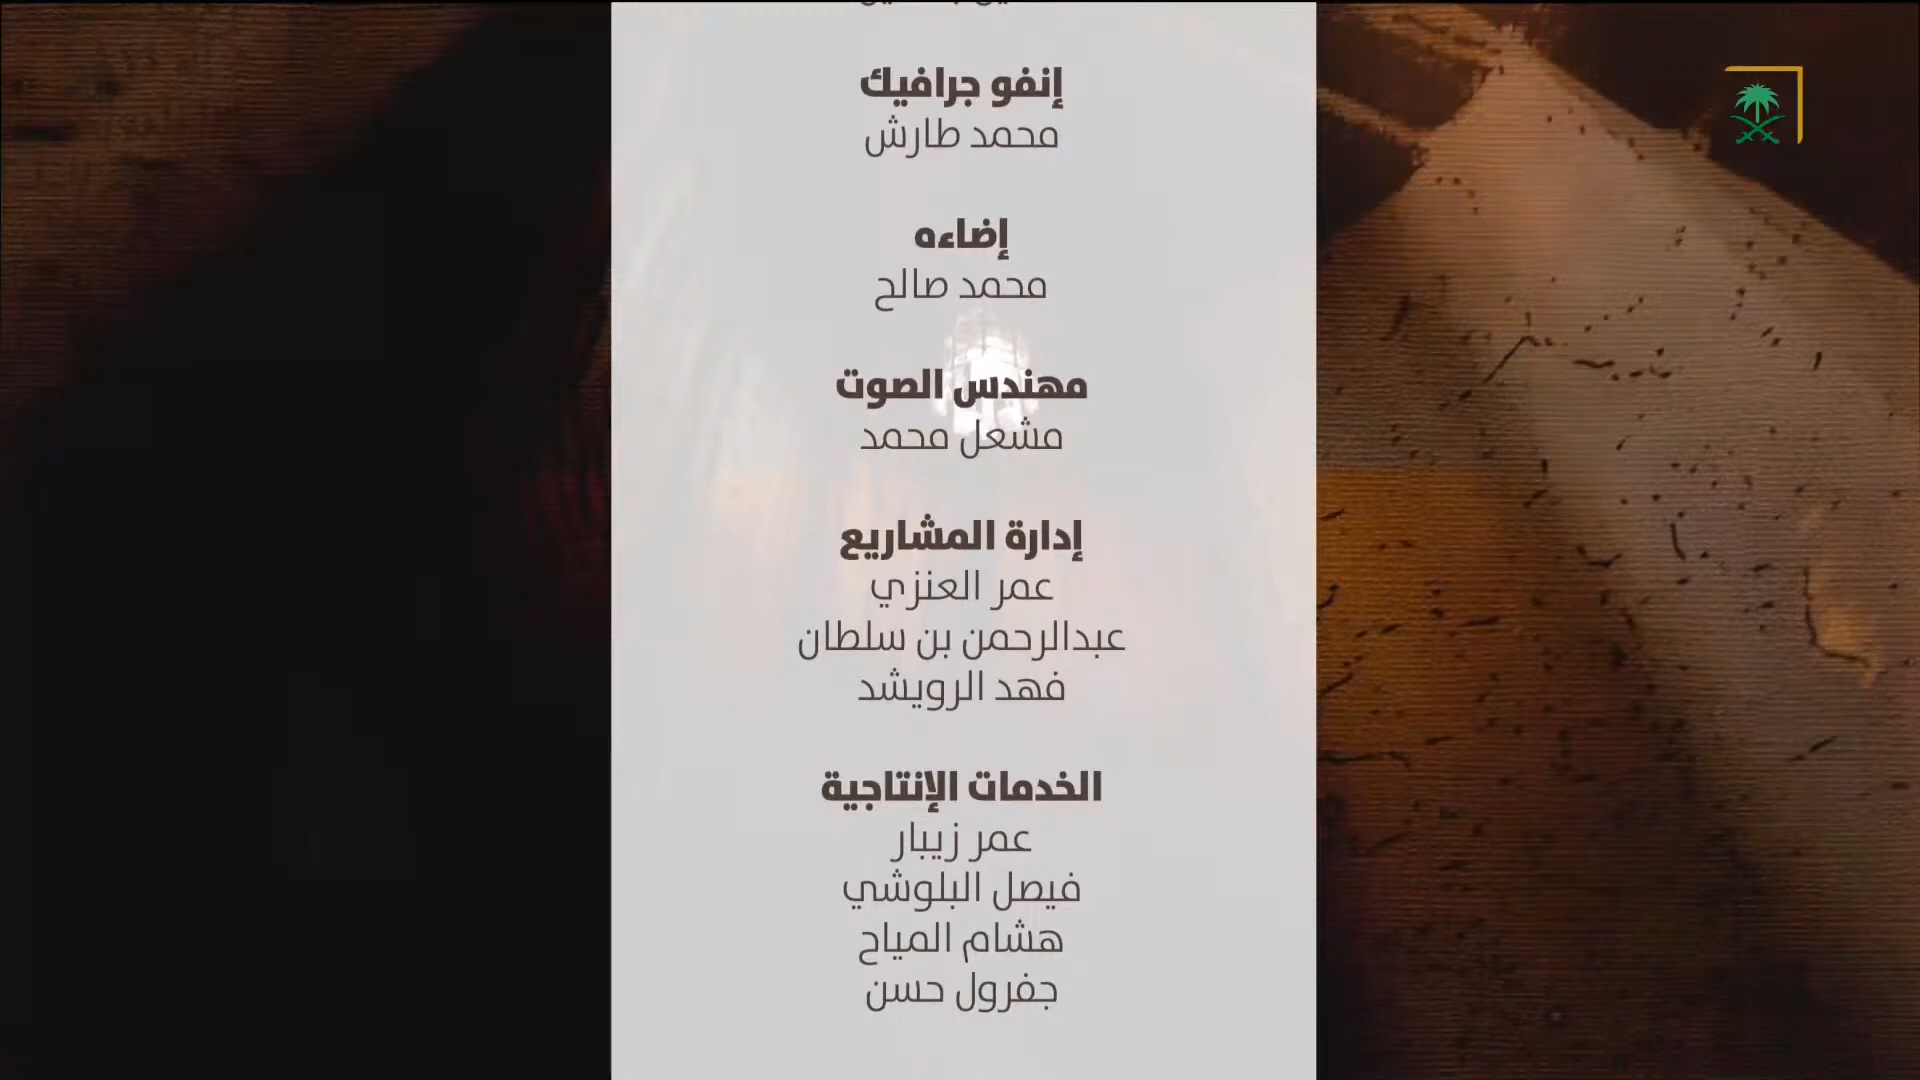 إنفو جرافيك
محمد طارش
إضاءه
محمد صالح
مهندس الصوت
مشعل محمد
إدارة المشاريع
عمر العنزي
عبدالرحمن بن سلطان
فهد الرويشد
الخدمات الإنتاجية
عمر زيبار
فيصل البلوشي
هشام المياح
جفرول حسن